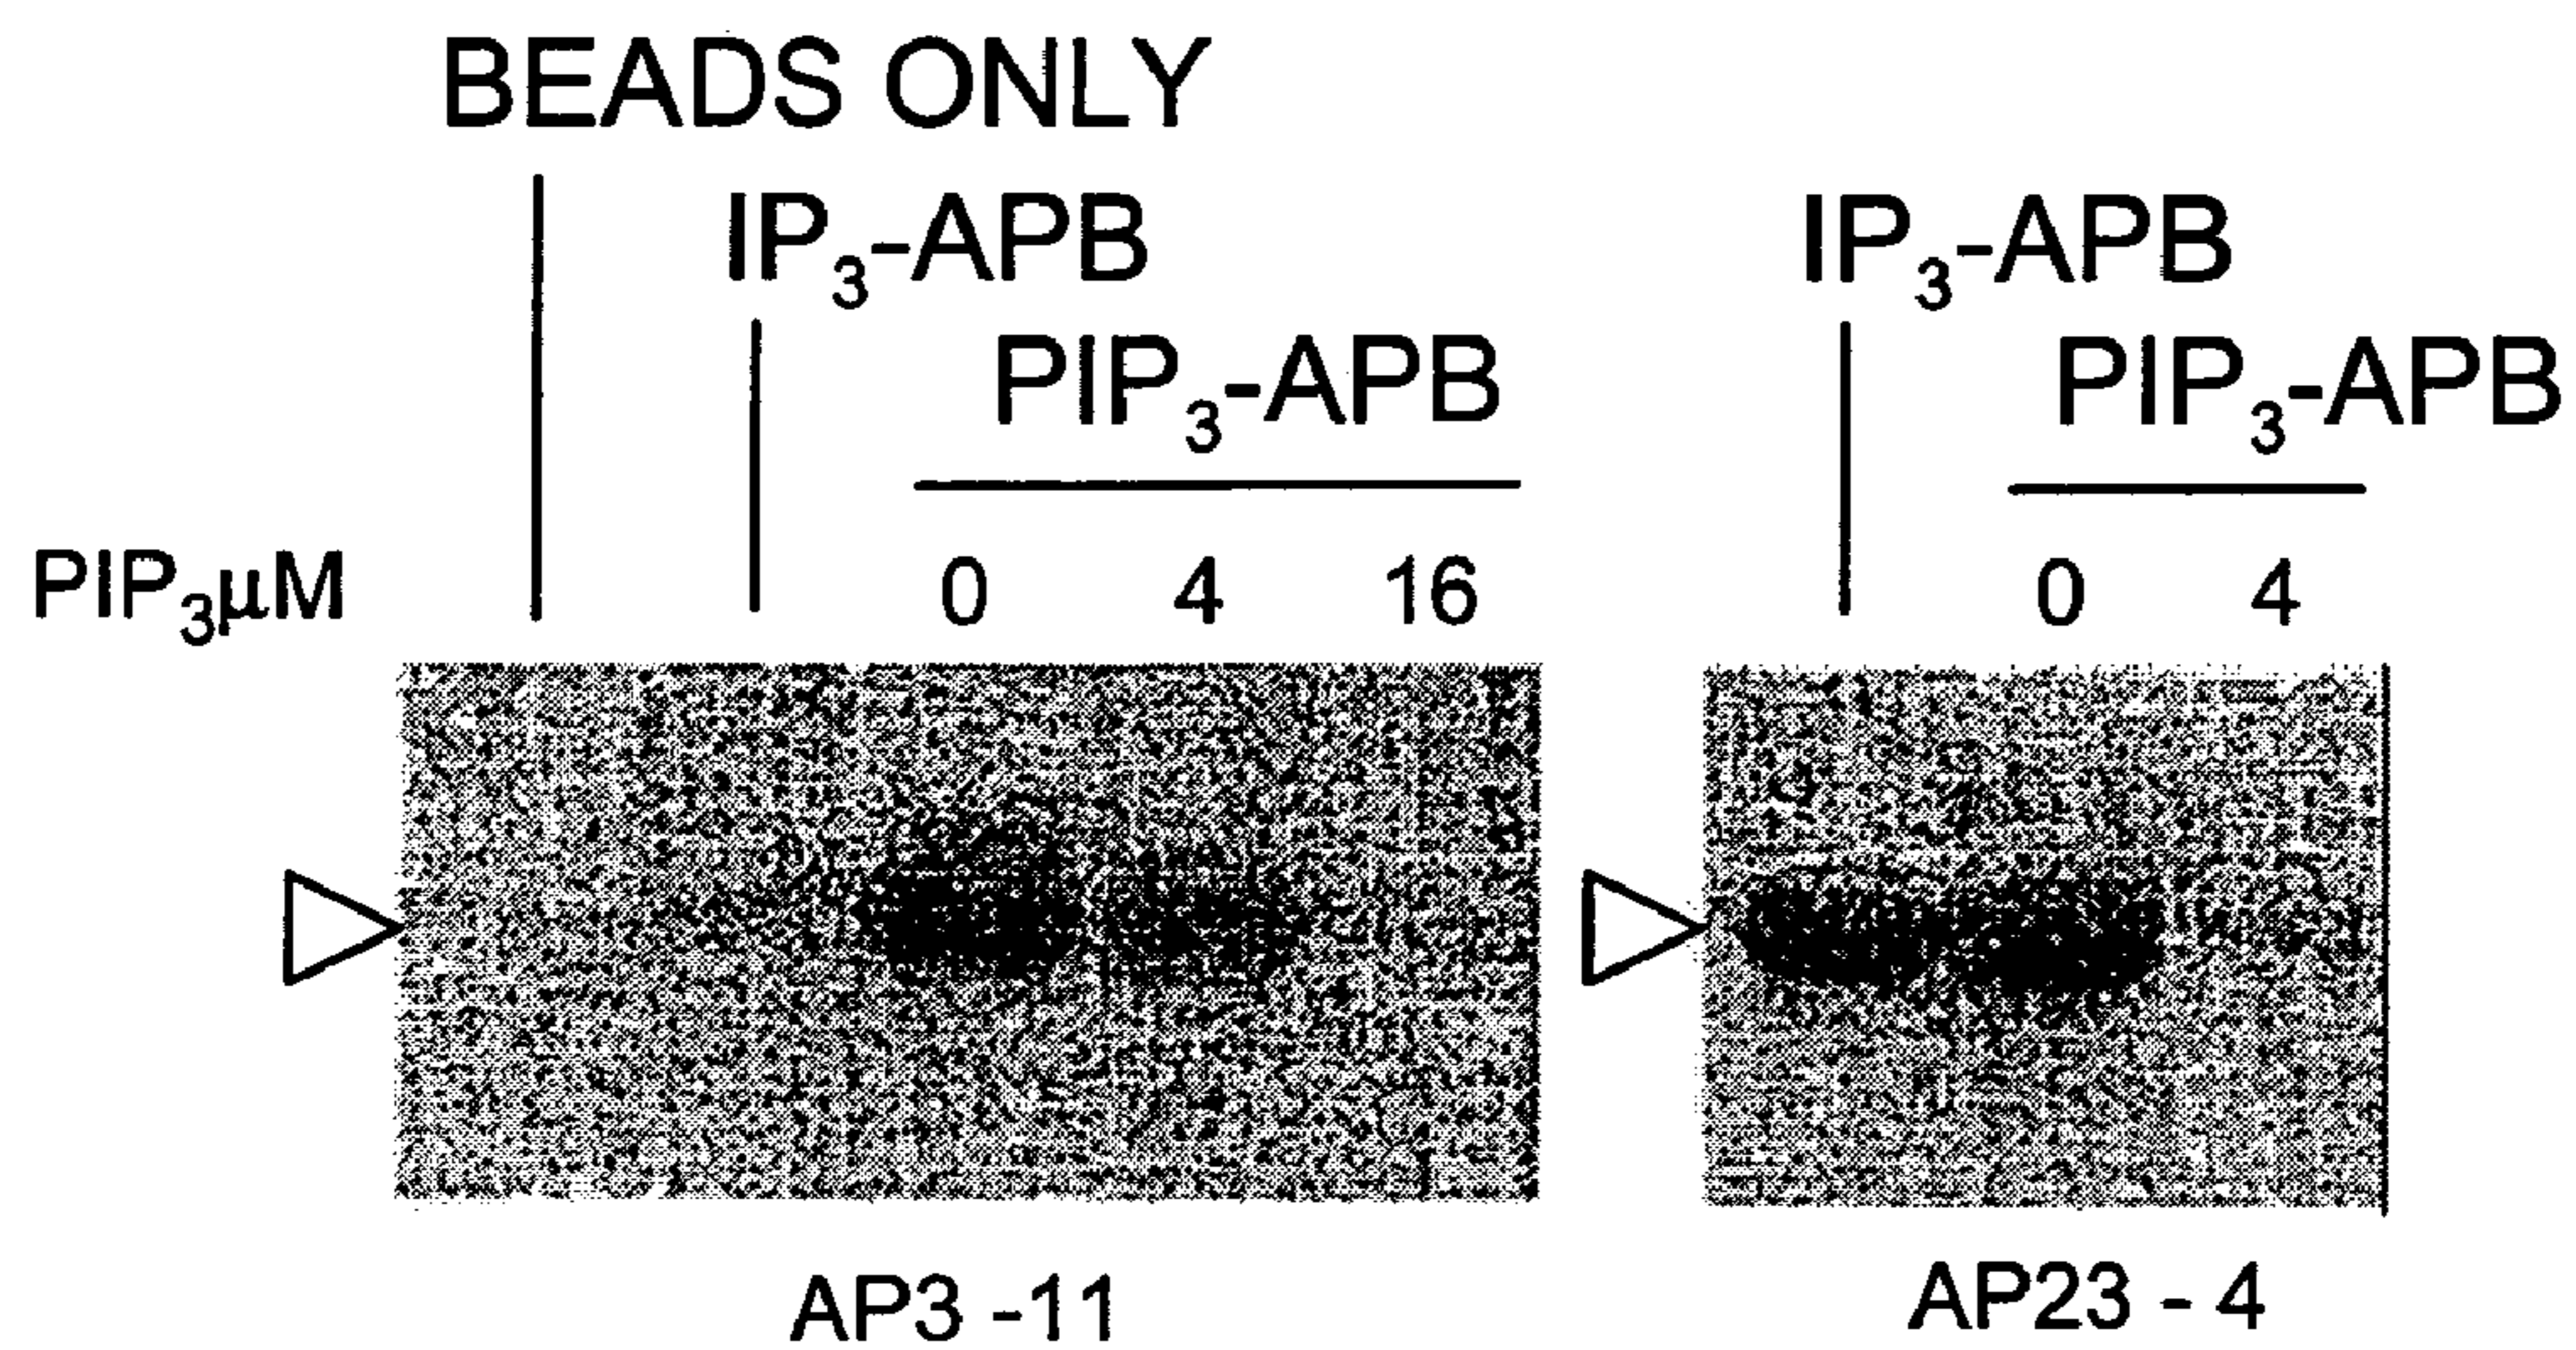 BEADS ONLY
IP₃-APB
PIP₃-APB
PIP₃μM
0 4 16
IP₃-APB
PIP₃-APB
0 4
AP3 -11
AP23 - 4